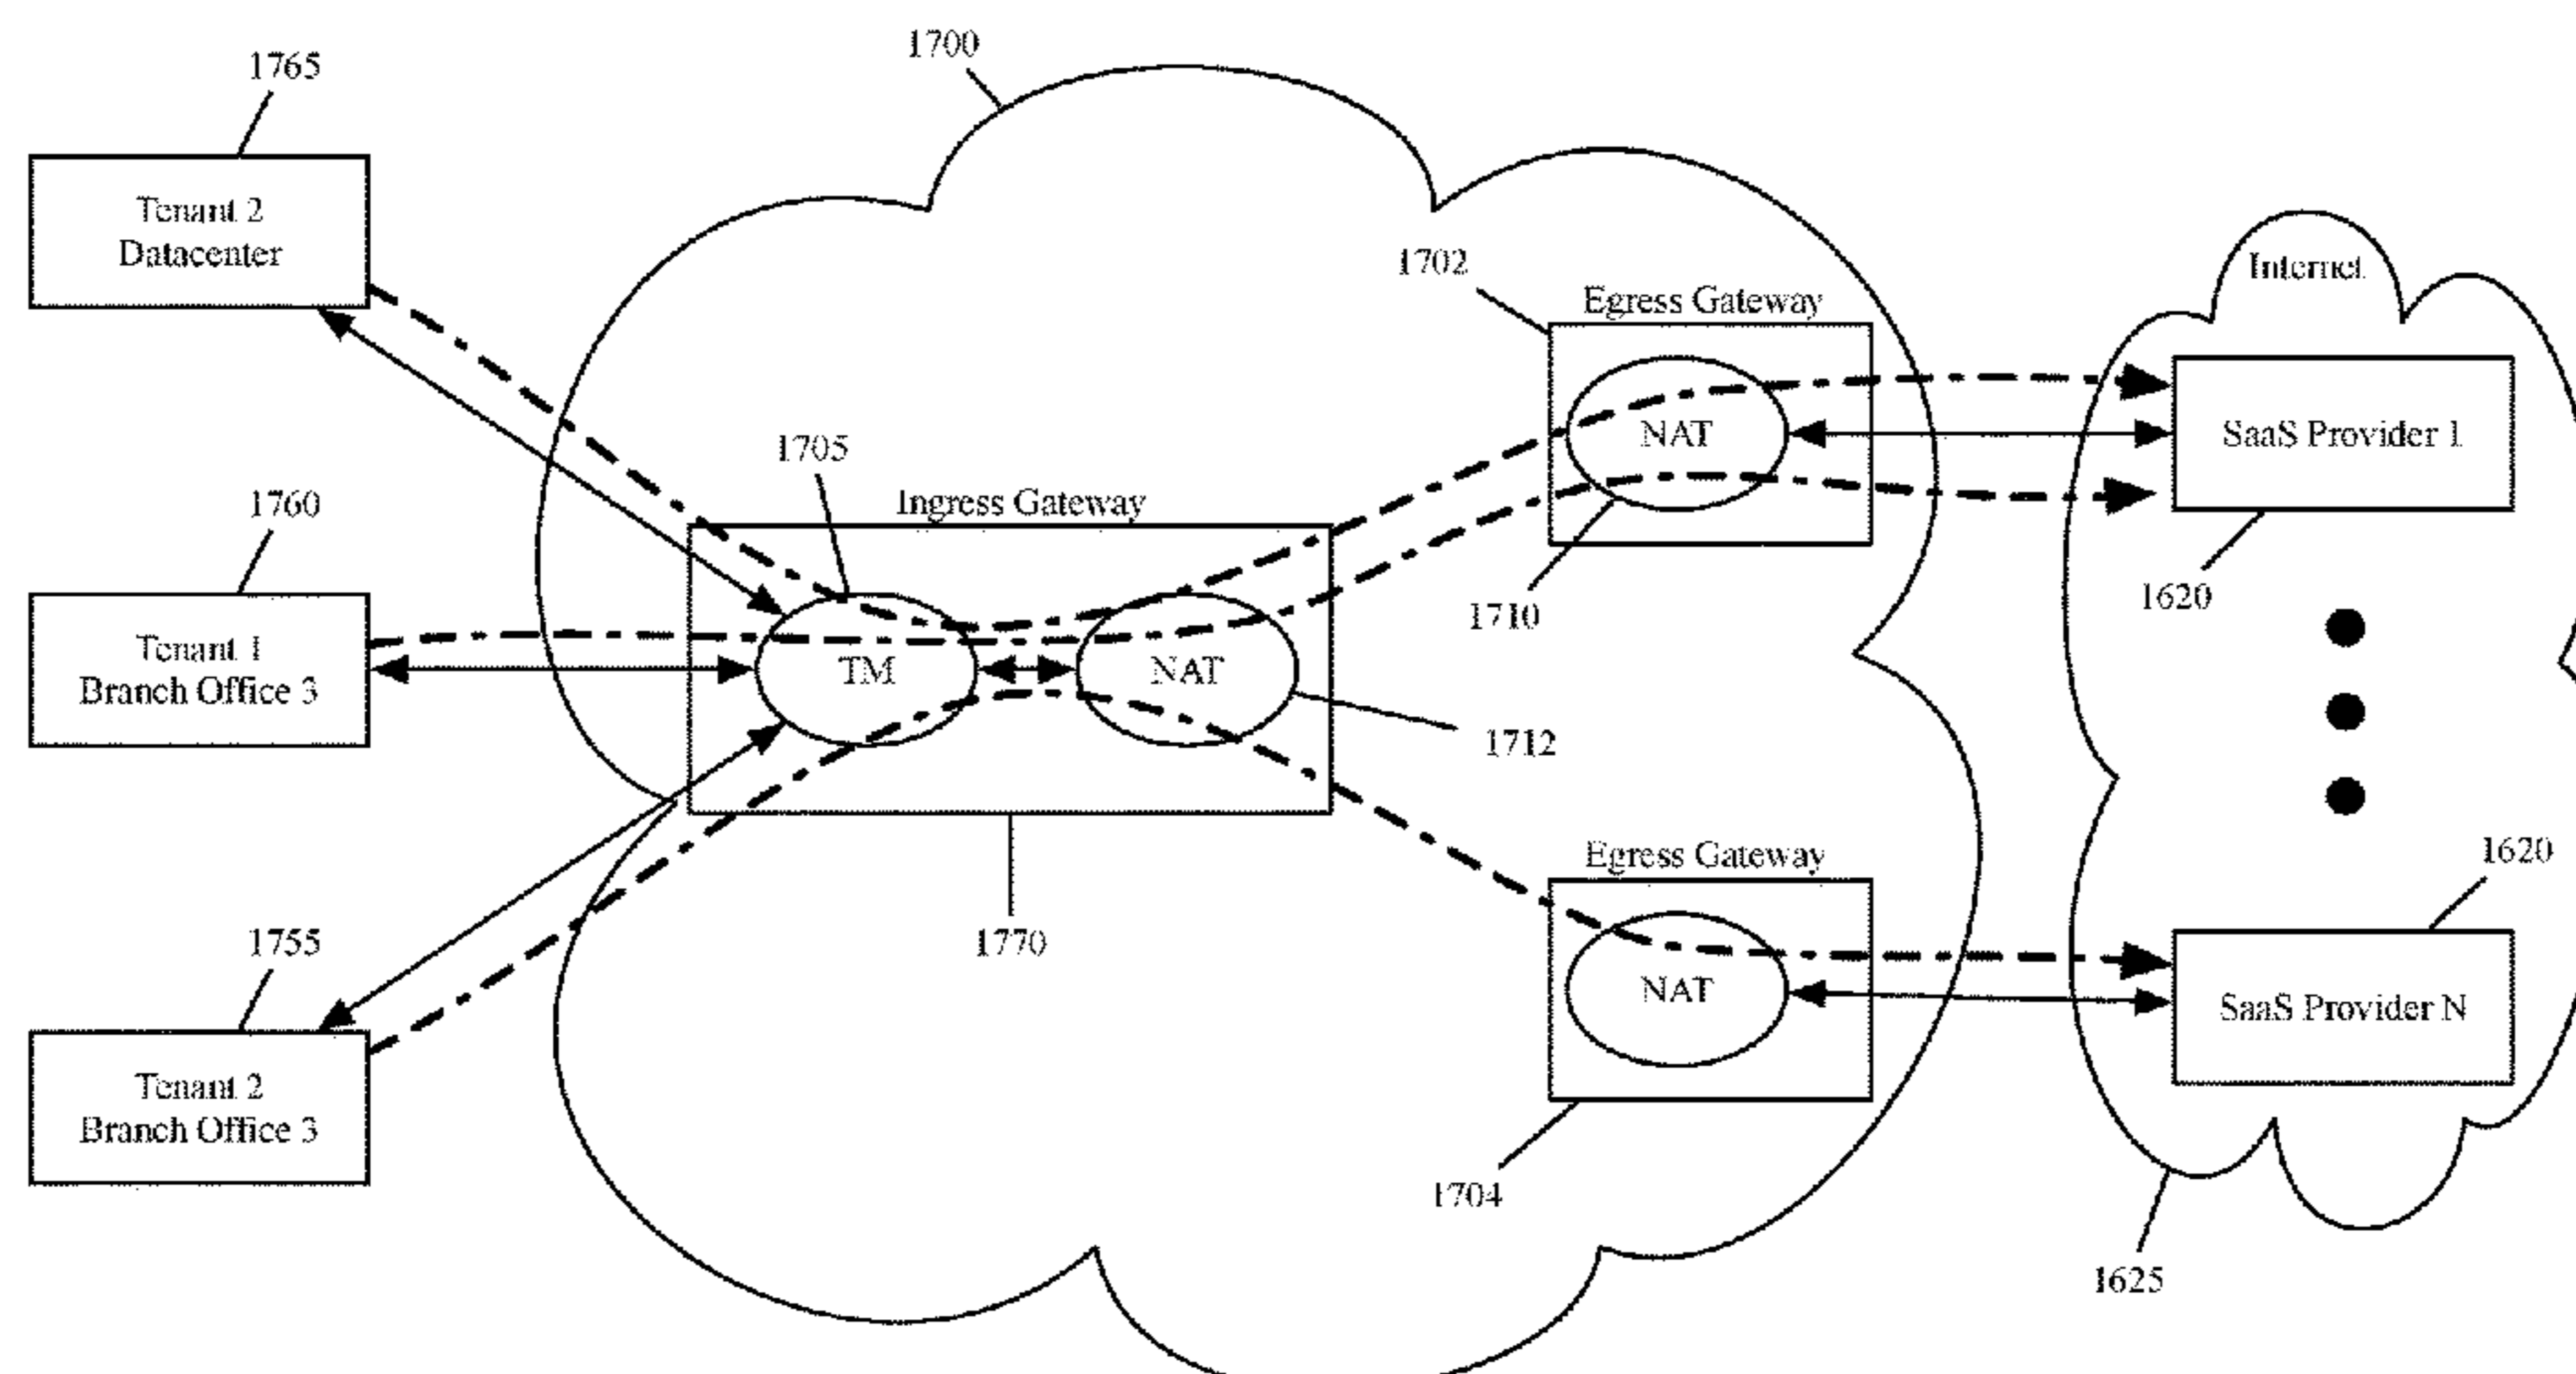 1700
1765
Tenant 2
Datacenter
1702
Egress Gateway
Internet
NAT
SaaS Provider 1
1705
1760
Ingress Gateway
1710
1620
Tenant 1
Branch Office 3
TM
NAT
1712
1770
1755
Egress Gateway
1620
Tenant 2
Branch Office 3
NAT
SaaS Provider N
1704
1625